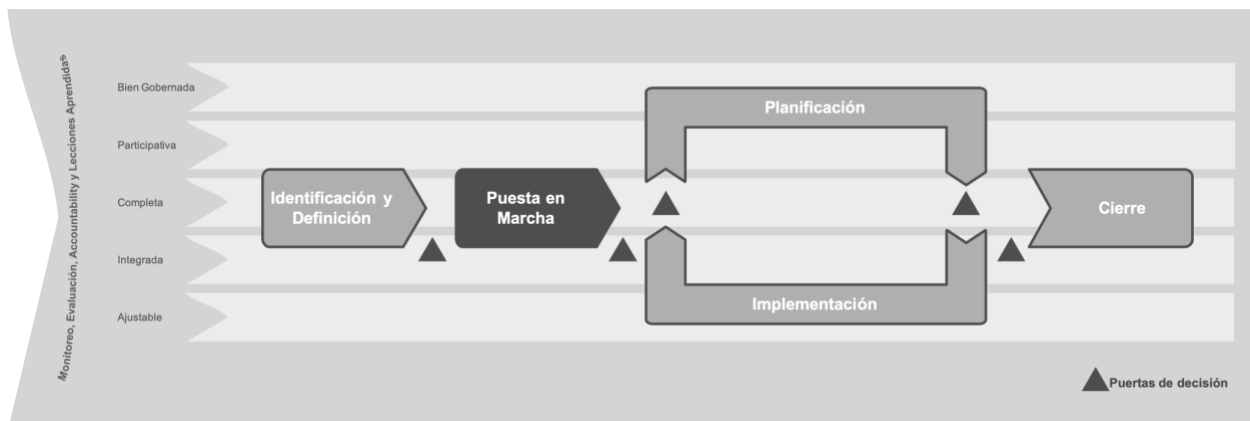 Monitoreo, Evaluación, Accountability y Lecciones Aprendidas
Bien Gobernada
Participativa
Completa
Integrada
Ajustable
Identificación y
Definición
Puesta en
Marcha
Planificación
Implementación
Cierre
Puertas de decisión